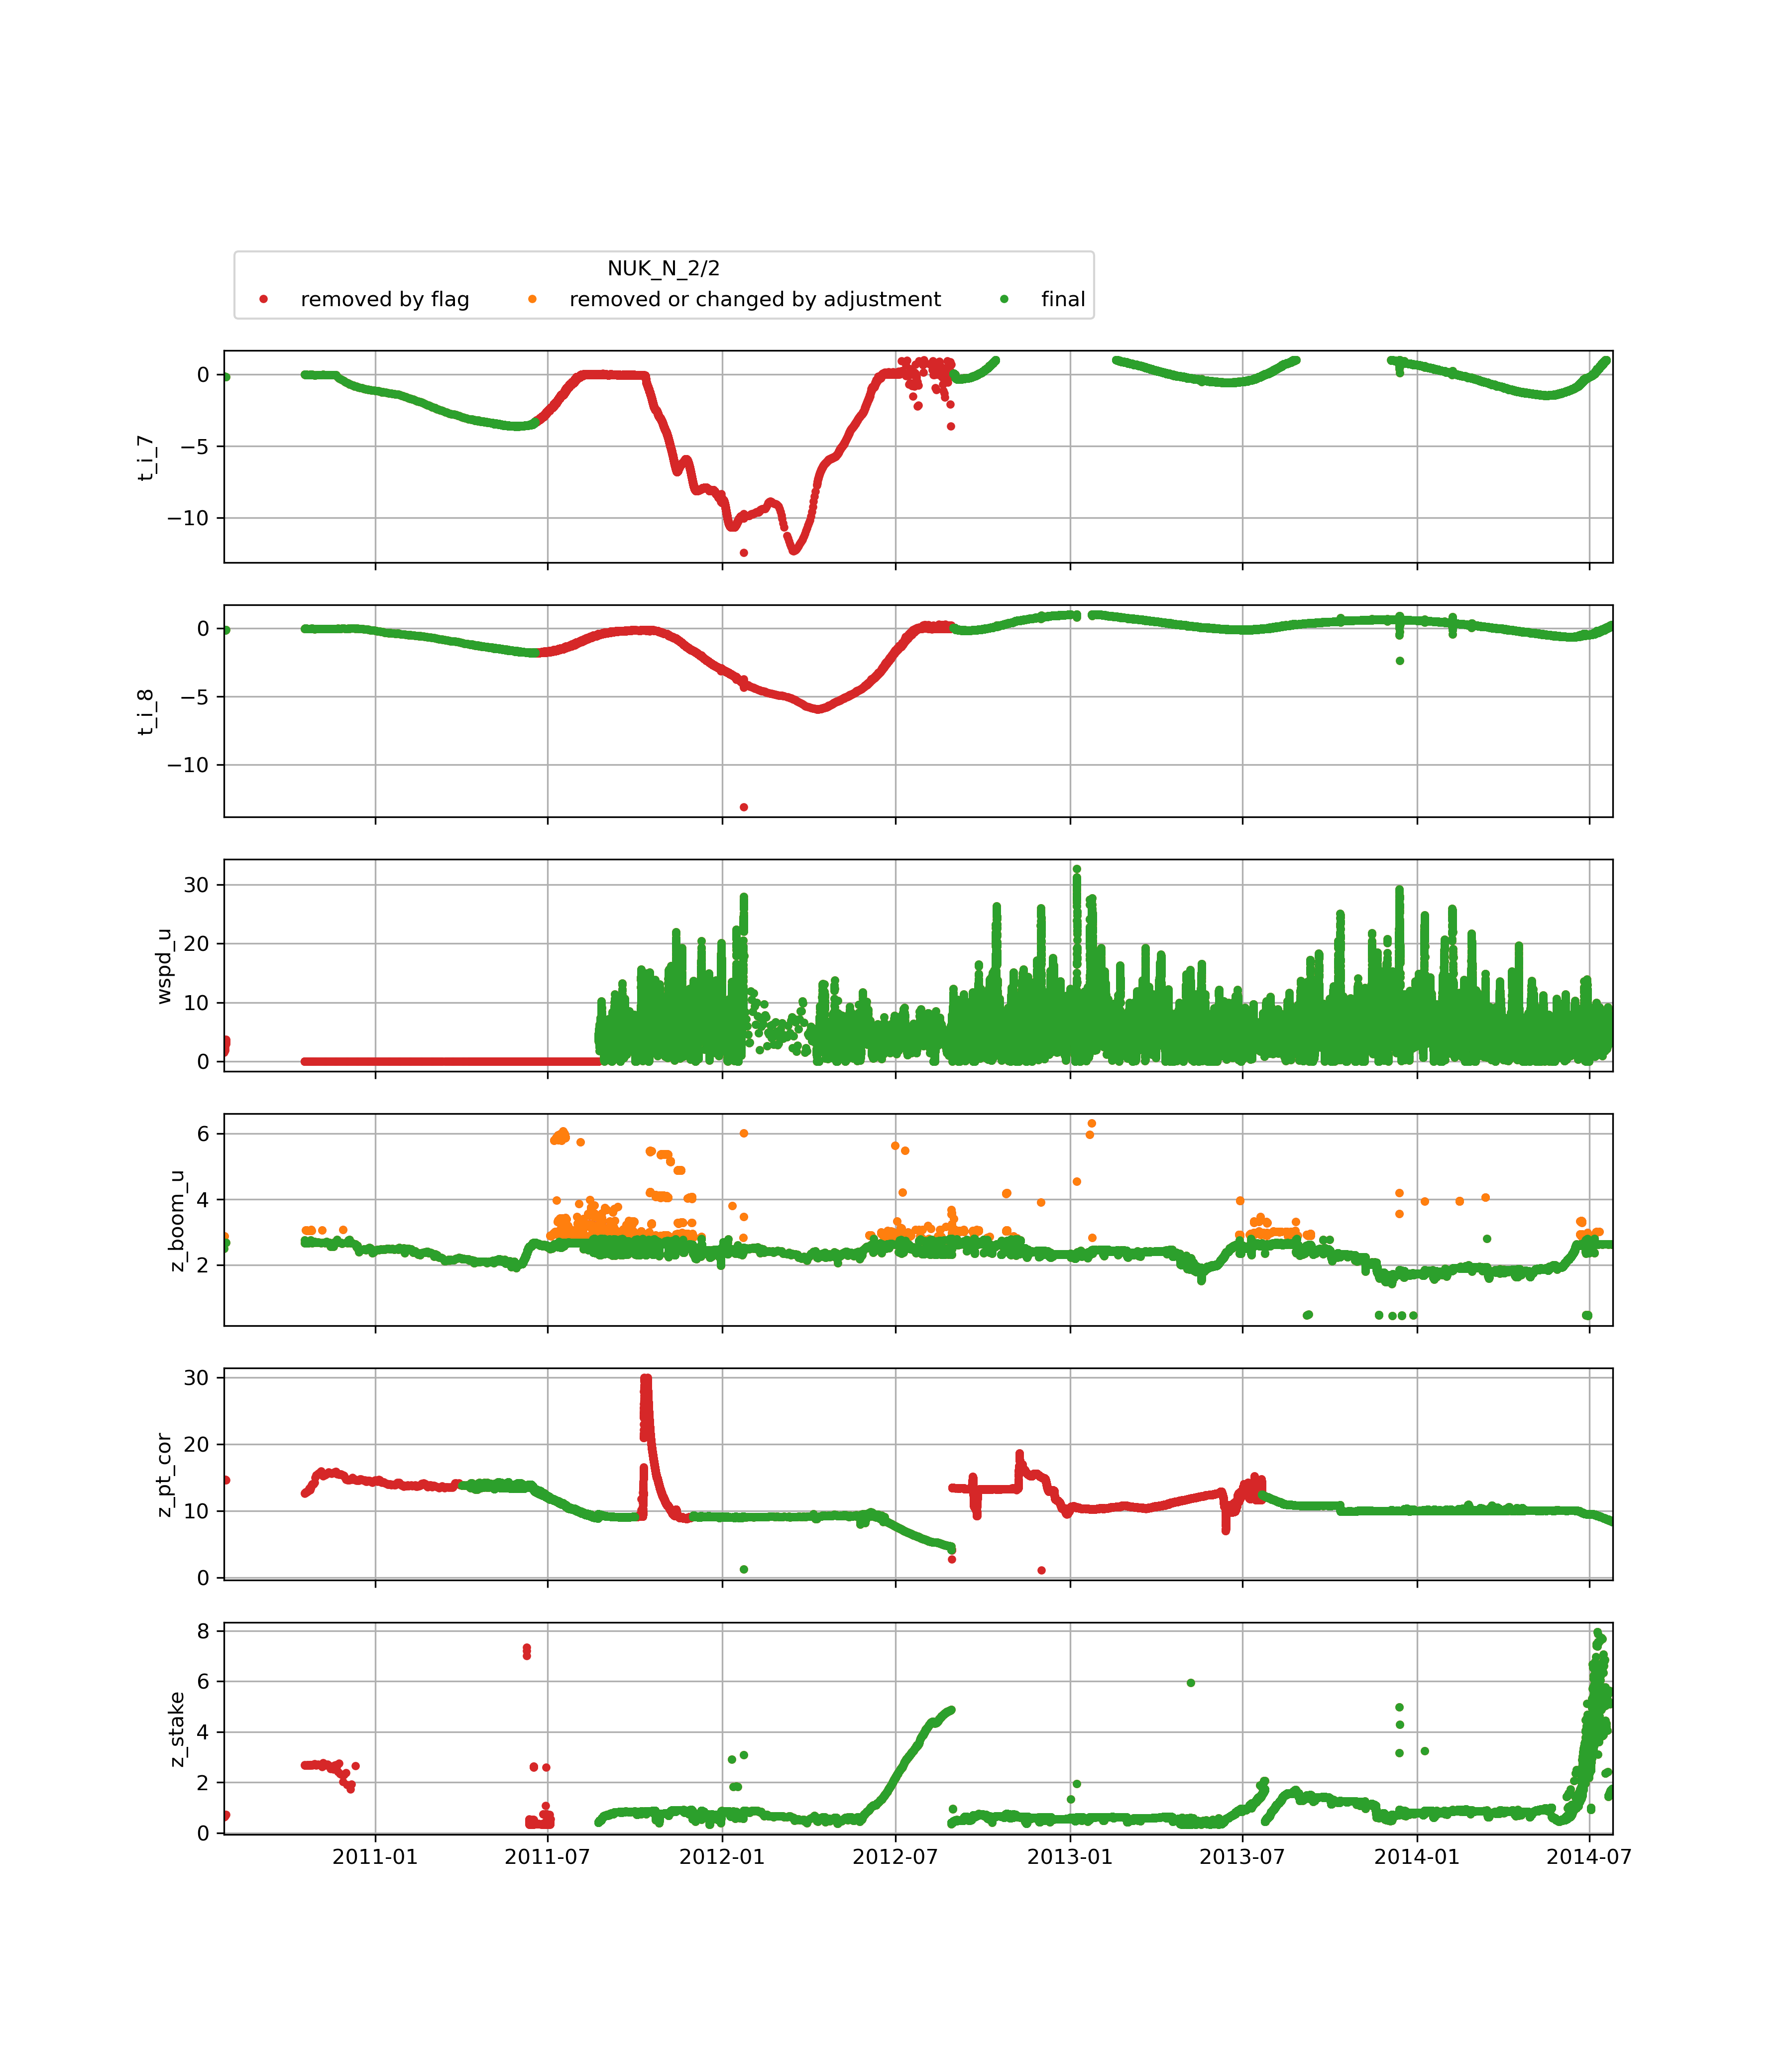 NUK_N_2/2
removed by flag removed or changed by adjustment final
0
−5
−10
t_i_7
0
−5
−10
t_i_8
30
20
10
0
wspd_u
6
4
2
z_boom_u
30
20
10
0
z_pt_cor
8
6
4
2
0
z_stake
2011-01 2011-07 2012-01 2012-07 2013-01 2013-07 2014-01 2014-07